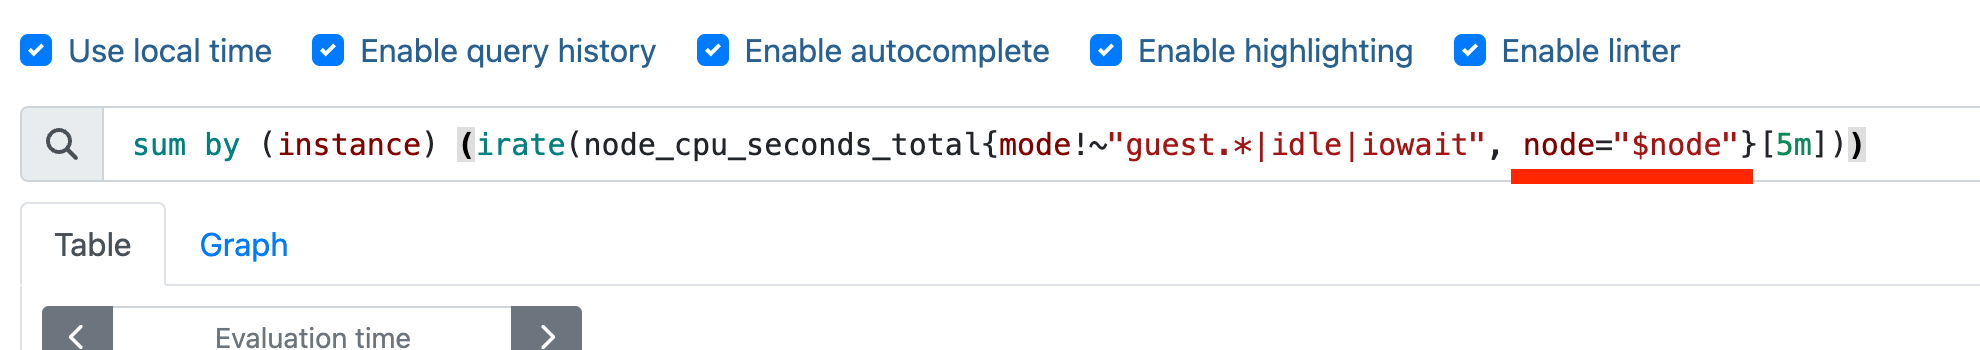 Use local time Enable query history Enable autocomplete Enable highlighting Enable linter
sum by (instance) (irate(node_cpu_seconds_total{mode!~"guest.*|idle|iowait", node="$node"}[5m]))
Table Graph
Evaluation time